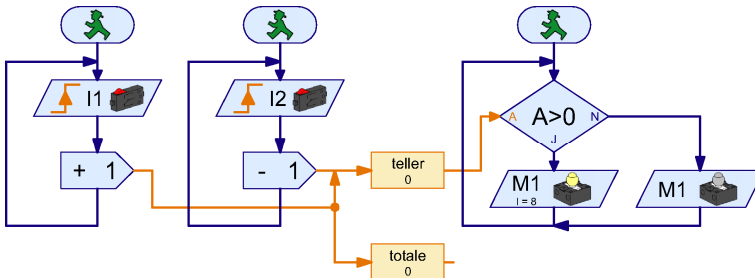 I1
+ 1
I2
- 1
teller
0
totale
0
A
A>0
N
J
M1
I = 8
M1